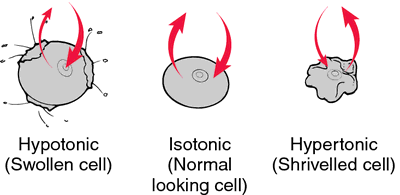 Hypotonic
(Swollen cell)
Isotonic
(Normal
looking cell)
Hypertonic
(Shrivelled cell)